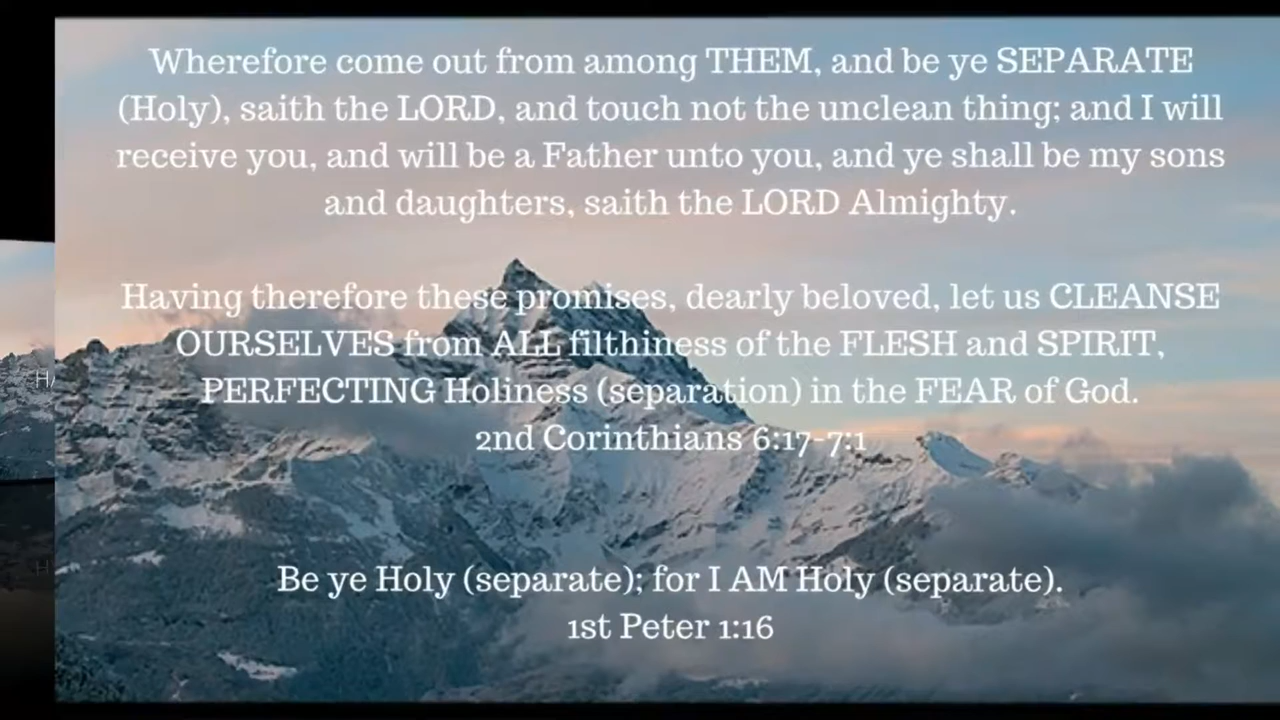 Wherefore come out from among THEM, and be ye SEPARATE
(Holy), saith the LORD, and touch not the unclean thing; and I will
receive you, and will be a Father unto you, and ye shall be my sons
and daughters, saith the LORD Almighty.
Having therefore these promises, dearly beloved, let us CLEANSE
OURSELVES from ALL filthiness of the FLESH and SPIRIT,
PERFECTING Holiness (separation) in the FEAR of God.
2nd Corinthians 6:17-7:1
Be ye Holy (separate); for I AM Holy (separate).
1st Peter 1:16